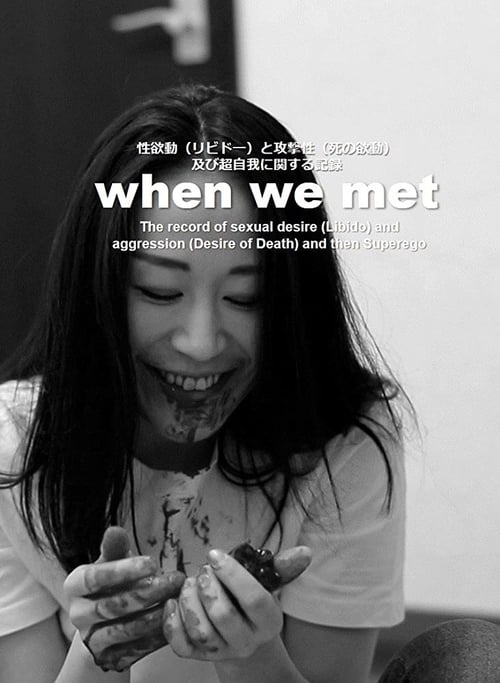 性欲動（リビドー）と攻撃性（死の欲動）
及び超自我に関する記録
when we met
The record of sexual desire (Libido) and
aggression (Desire of Death) and then Superego